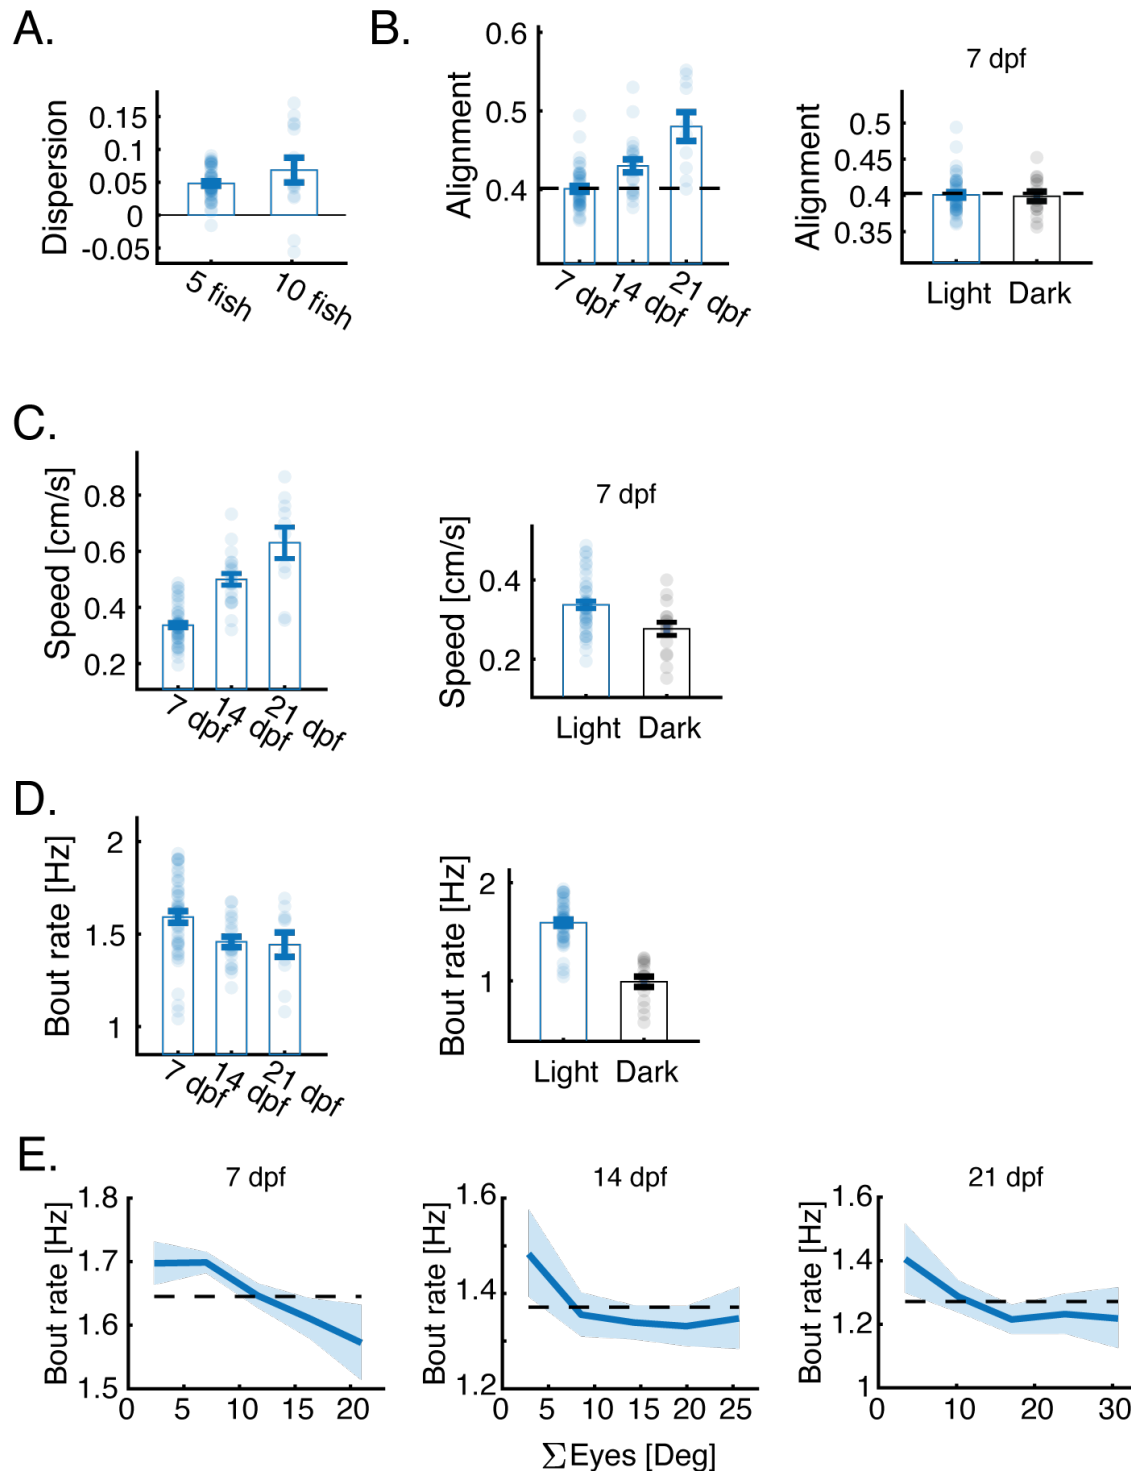 A.
Dispersion
0.15
0.1
0.05
0
-0.05
5 fish
10 fish
B.
Alignment
0.6
0.5
0.4
7 dpf
14 dpf
21 dpf
7 dpf
Alignment
0.5
0.45
0.4
0.35
Light
Dark
C.
Speed [cm/s]
0.8
0.6
0.4
0.2
7 dpf
14 dpf
21 dpf
7 dpf
Speed [cm/s]
0.4
0.2
Light
Dark
D.
Bout rate [Hz]
2
1.5
1
7 dpf
14 dpf
21 dpf
Bout rate [Hz]
2
1
Light
Dark
E.
7 dpf
Bout rate [Hz]
1.8
1.7
1.6
1.5
0 5 10 15 20
14 dpf
Bout rate [Hz]
1.6
1.4
1.2
0 5 10 15 20 25
21 dpf
Bout rate [Hz]
1.6
1.4
1.2
1
0 10 20 30
∑Eyes [Deg]